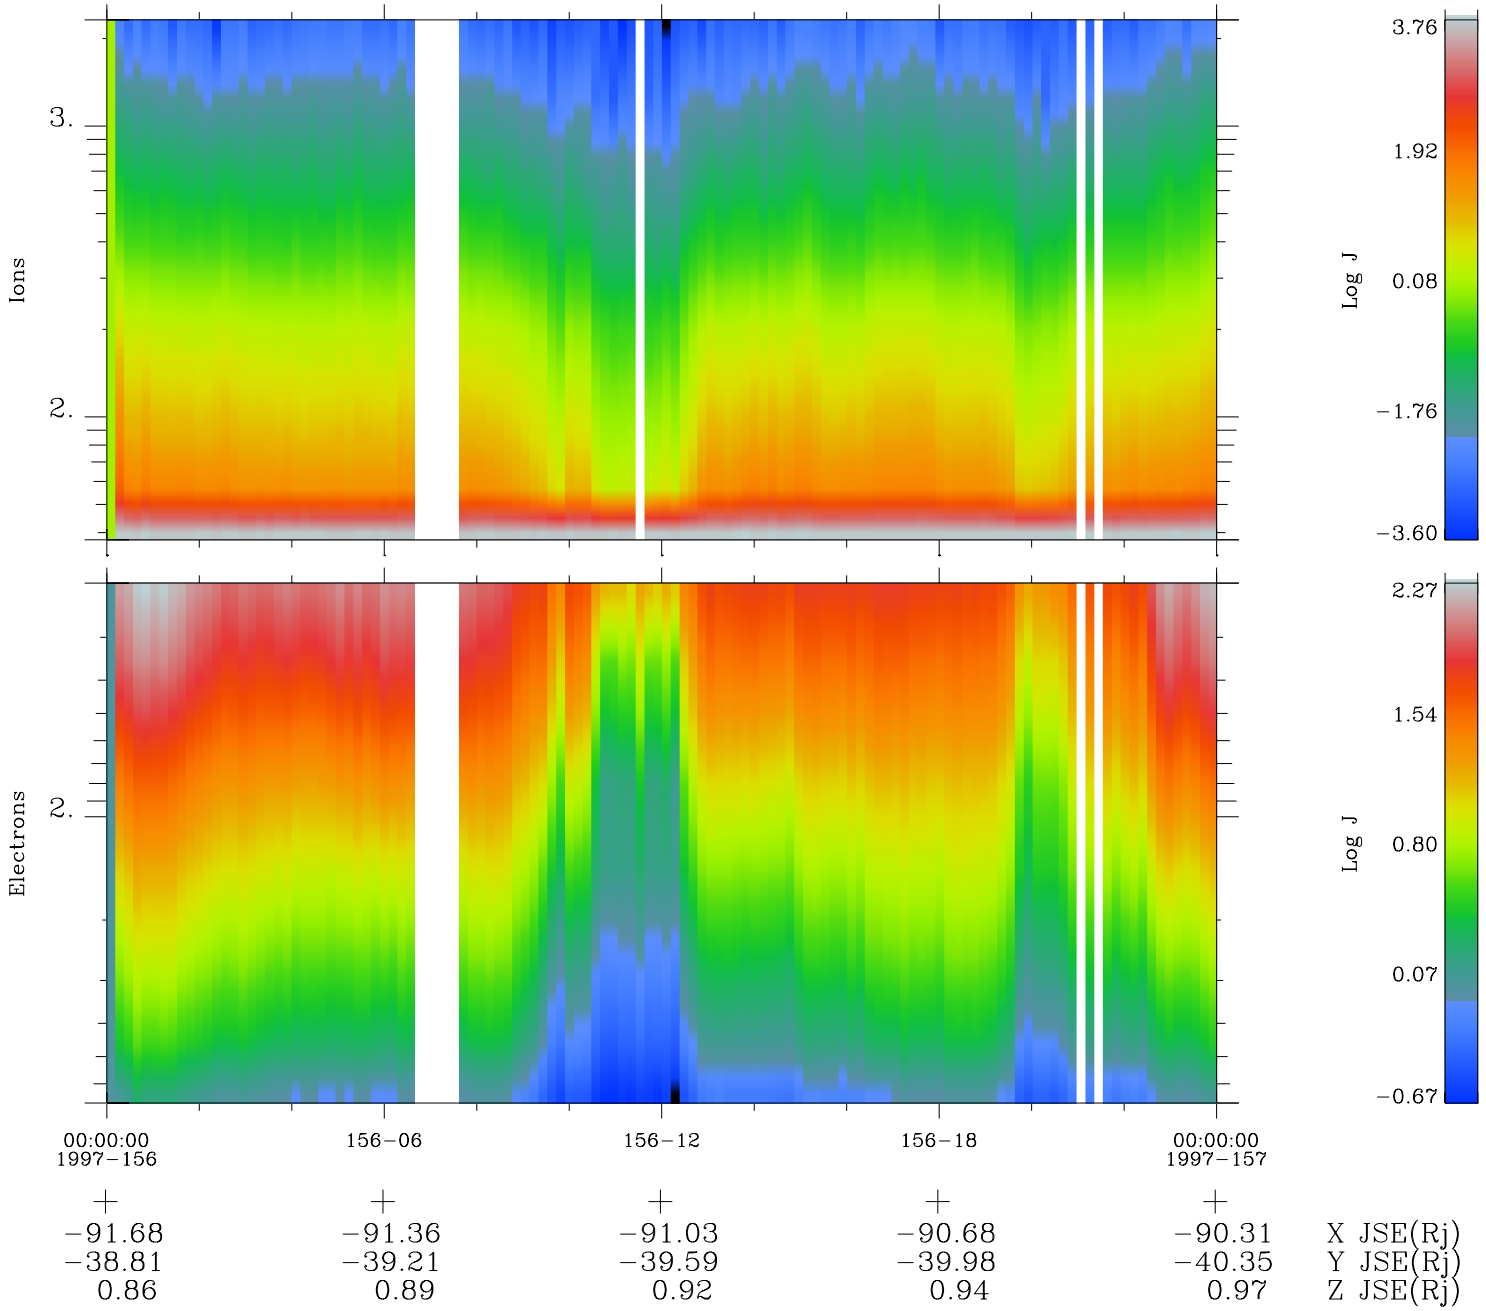 3.76
3.
1.92
Ions
Log J
0.08
2.
−1.76
−3.60
2.27
1.54
2.
Electrons
Log J
0.80
0.07
−0.67
00:00:00 156−06 156−12 156−18 00:00:00
1997−156 1997−157
−91.68 −91.36 −91.03 −90.68 −90.31 X JSE(Rj)
−38.81 −39.21 −39.59 −39.98 −40.35 Y JSE(Rj)
0.86 0.89 0.92 0.94 0.97 Z JSE(Rj)